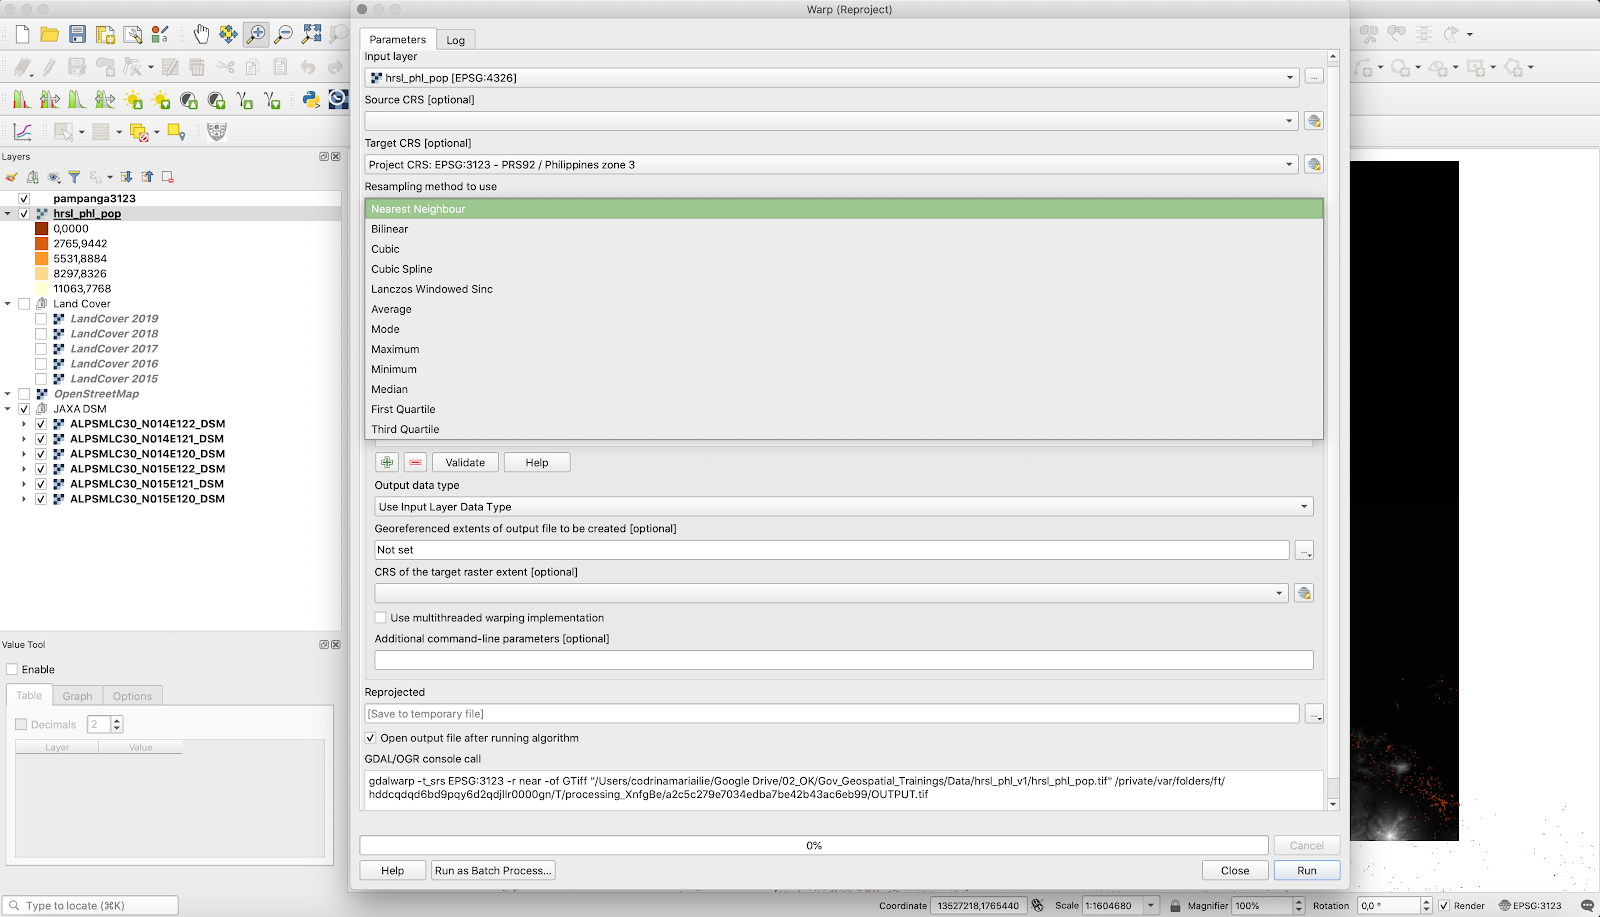 Warp (Reproject)
Parameters
Log
Input layer
hrsl_phl_pop [EPSG:4326]
...
Source CRS [optional]
Target CRS [optional]
Project CRS: EPSG:3123 - PRS92 / Philippines zone 3
Resampling method to use
Nearest Neighbour
Bilinear
Cubic
Cubic Spline
Lanczos Windowed Sinc
Average
Mode
Maximum
Minimum
Median
First Quartile
Third Quartile
Validate
Help
Output data type
Use Input Layer Data Type
Georeferenced extents of output file to be created [optional]
Not set
...
CRS of the target raster extent [optional]
Use multithreaded warping implementation
Additional command-line parameters [optional]
Reprojected
[Save to temporary file]
...
Open output file after running algorithm
GDAL/OGR console call
gdalwarp -t_srs EPSG:3123 -r near -of GTiff "/Users/codrinamariailie/Google Drive/02_OK/Gov_Geospatial_Trainings/Data/hrsl_phl_v1/hrsl_phl_pop.tif" /private/var/folders/ft/
hddcqdqd6bd9pqy6d2qdjllr0000gn/T/processing_XnfgBe/a2c5c279e7034edba7be42b43ac6eb99/OUTPUT.tif
0%
Cancel
Help
Run as Batch Process...
Close
Run
Layers
pampanga3123
hrsl_phl_pop
0,0000
2765,9442
5531,8884
8297,8326
11063,7768
Land Cover
LandCover 2019
LandCover 2018
LandCover 2017
LandCover 2016
LandCover 2015
OpenStreetMap
JAXA DSM
ALPSMLC30_N014E122_DSM
ALPSMLC30_N014E121_DSM
ALPSMLC30_N014E120_DSM
ALPSMLC30_N015E122_DSM
ALPSMLC30_N015E121_DSM
ALPSMLC30_N015E120_DSM
Value Tool
Enable
Table
Graph
Options
Decimals
2
Layer
Value
Type to locate (⌘K)
Coordinate
13527218,1765440
Scale
1:1604680
Magnifier
100%
Rotation
0,0 °
Render
EPSG:3123